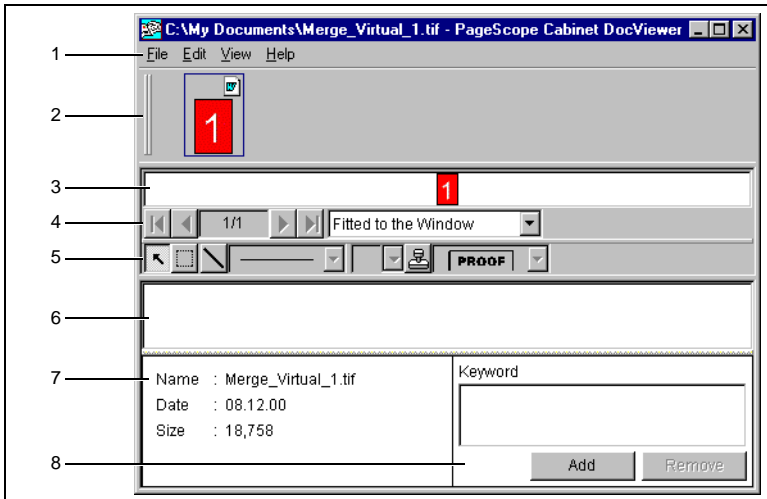 C:\My Documents\Merge_Virtual_1.tif - PageScope Cabinet DocViewer
1
File Edit View Help
2
1
3
1
4
1/1 Fitted to the Window
5
PROOF
6
7
Name : Merge_Virtual_1.tif
Date : 08.12.00
Size : 18,758
Keyword
8
Add Remove